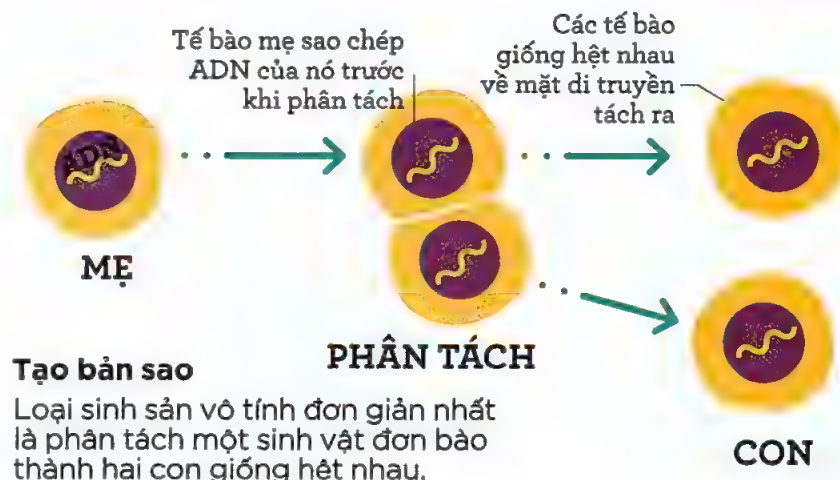 Tế bào mẹ sao chép
ADN của nó trước
khi phân tách
Các tế bào
giống hệt nhau
về mặt di truyền
tách ra
ADN
MẸ
PHÂN TÁCH
CON
Tạo bản sao
Loại sinh sản vô tính đơn giản nhất
là phân tách một sinh vật đơn bào
thành hai con giống hệt nhau.